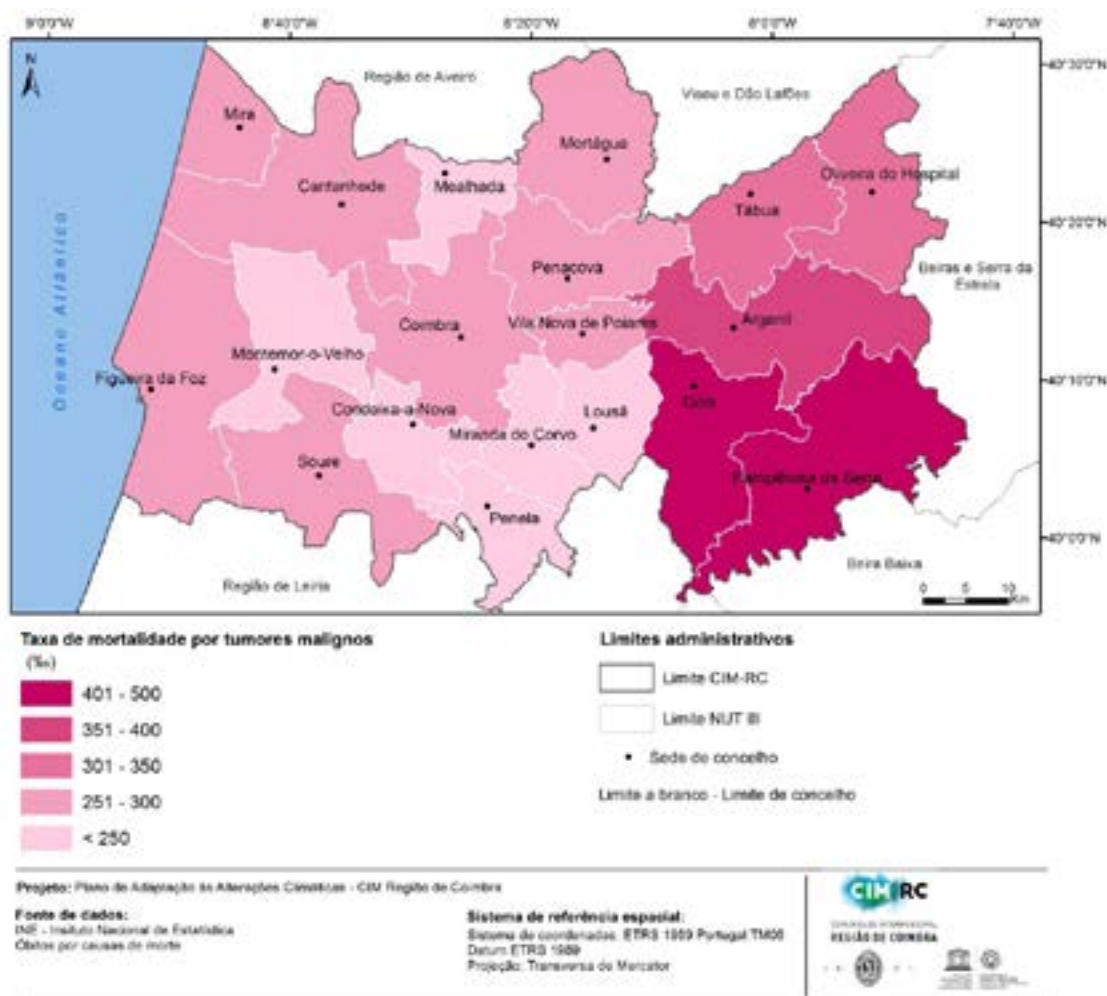 9°0'0"W
8°40'0"W
8°20'0"W
8°0'0"W
7°40'0"W
N
Região de Aveiro
Viseu e Dão Lafões
40°30'0"N
Mira
Mortágua
Cantanhede
Mealhada
Oliveira do Hospital
Tábua
40°20'0"N
Penacova
Beiras e Serra da
Estrela
Oceano Atlântico
Coimbra
Vila Nova de Poiares
Arganil
Montemor-o-Velho
Figueira da Foz
Góis
40°10'0"N
Condeixa-a-Nova
Lousã
Miranda do Corvo
Soure
Pampilhosa da Serra
Penela
40°0'0"N
Região de Leiria
Beira Baixa
0 5 10
Km
Taxa de mortalidade por tumores malignos
401 - 500
351 - 400
301 - 350
251 - 300
< 250
Limites administrativos
Limite CIM-RC
Limite NUT III
Sede de concelho
Limite a branco - Limite de concelho
Projeto: Plano de Adaptação às Alterações Climáticas - CIM Região de Coimbra
Fonte de dados:
INE - Instituto Nacional de Estatística
Óbitos por causas de morte
Sistema de referência espacial:
Sistema de coordenadas: ETRS 1989 Portugal TM06
Datum ETRS 1989
Projeção: Transversa de Mercator
CIM RC
REGIÃO DE COIMBRA